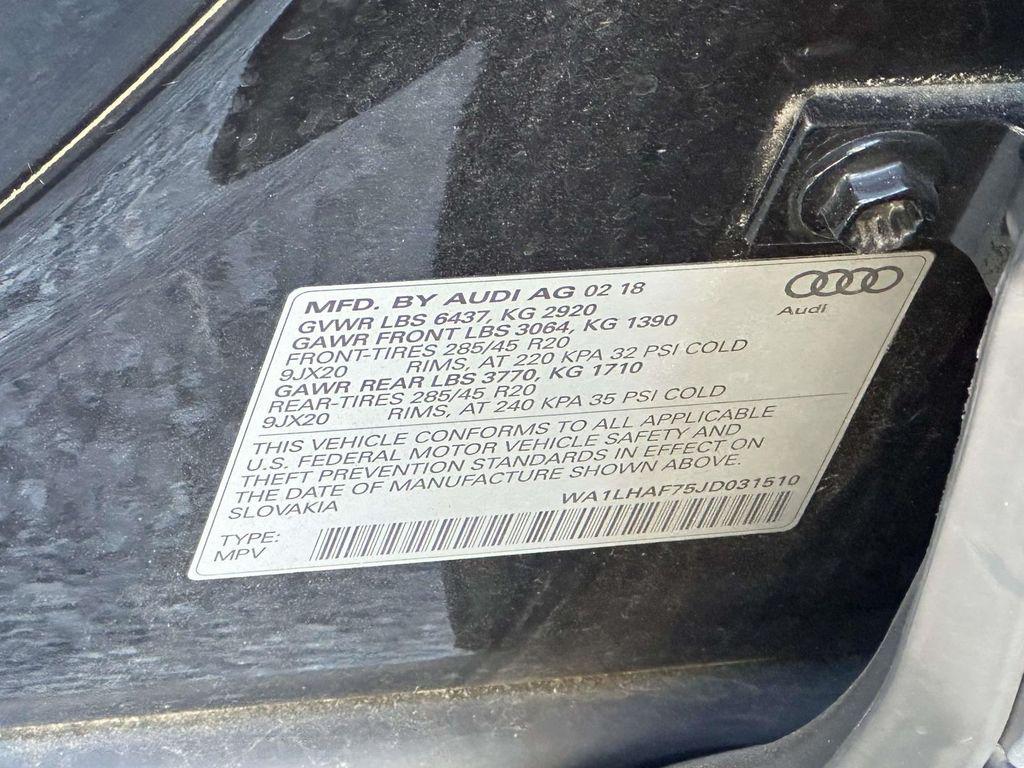 MFD. BY AUDI AG 02 18
GVWR LBS 6437, KG 2920
GAWR FRONT LBS 3064, KG 1390
FRONT-TIRES 285/45 R20
9JX20 RIMS, AT 220 KPA 32 PSI COLD
GAWR REAR LBS 3770, KG 1710
REAR-TIRES 285/45 R20
9JX20 RIMS, AT 240 KPA 35 PSI COLD
Audi
THIS VEHICLE CONFORMS TO ALL APPLICABLE
U.S. FEDERAL MOTOR VEHICLE SAFETY AND
THEFT PREVENTION STANDARDS IN EFFECT ON
THE DATE OF MANUFACTURE SHOWN ABOVE.
SLOVAKIA WA1LHAF75JD031510
TYPE:
MPV